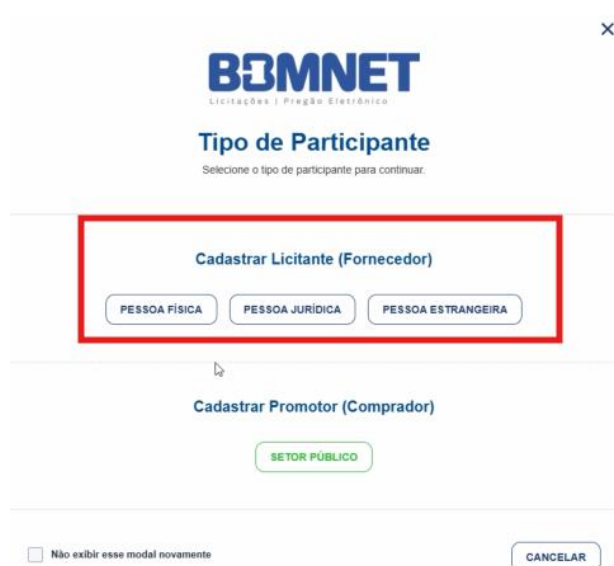 BBMNET
Licitações | Pregão Eletrônico
Tipo de Participante
Selecione o tipo de participante para continuar.
Cadastrar Licitante (Fornecedor)
PESSOA FÍSICA PESSOA JURÍDICA PESSOA ESTRANGEIRA
Cadastrar Promotor (Comprador)
SETOR PÚBLICO
Não exibir esse modal novamente CANCELAR